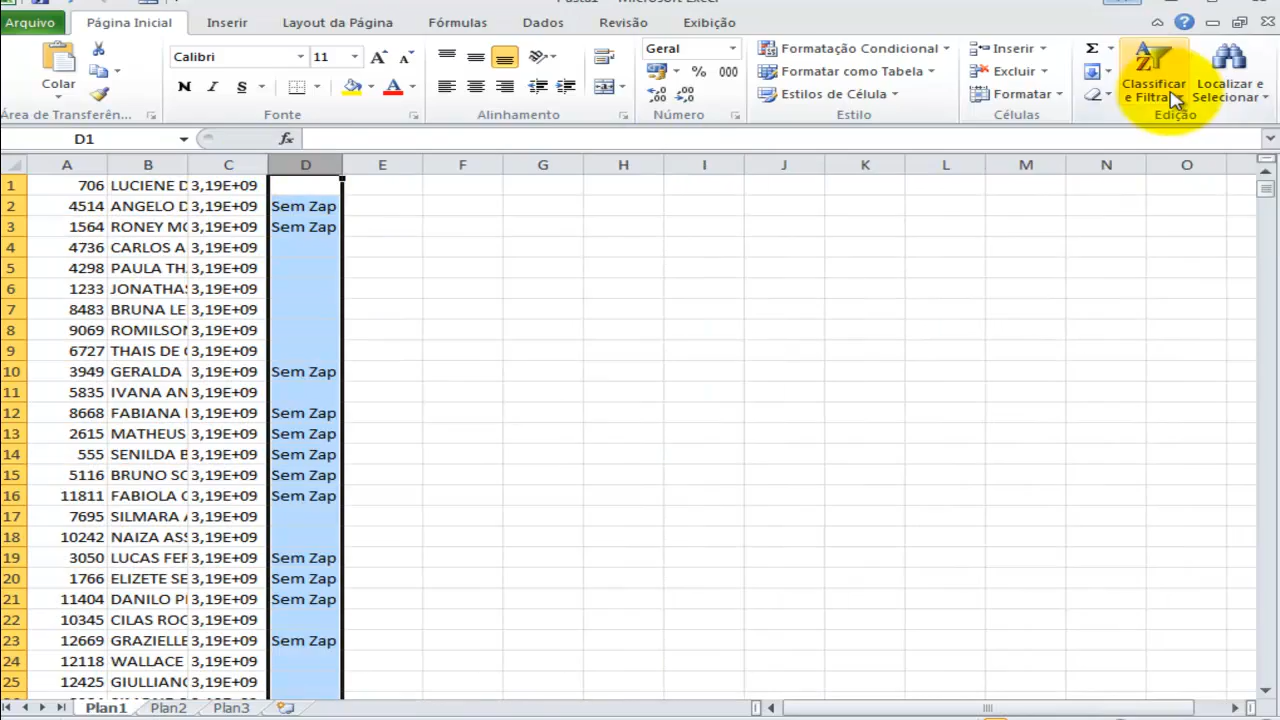 Pasta1 - Microsoft Excel
Arquivo Página Inicial Inserir Layout da Página Fórmulas Dados Revisão Exibição
Colar
Calibri 11
N I S
A A
Geral
% 000
Formatação Condicional
Formatar como Tabela
Estilos de Célula
Inserir
Excluir
Formatar
Σ
Classificar
e Filtrar
Localizar e
Selecionar
Área de Transferên... Fonte Alinhamento Número Estilo Células Edição
D1 fx
A B C D E F G H I J K L M N O
1 706 LUCIENE D 3,19E+09
2 4514 ANGELO D 3,19E+09 Sem Zap
3 1564 RONEY MO 3,19E+09 Sem Zap
4 4736 CARLOS A 3,19E+09
5 4298 PAULA TH 3,19E+09
6 1233 JONATHAS 3,19E+09
7 8483 BRUNA LE 3,19E+09
8 9069 ROMILSON 3,19E+09
9 6727 THAIS DE 3,19E+09
10 3949 GERALDA 3,19E+09 Sem Zap
11 5835 IVANA AN 3,19E+09
12 8668 FABIANA 3,19E+09 Sem Zap
13 2615 MATHEUS 3,19E+09 Sem Zap
14 555 SENILDA B 3,19E+09 Sem Zap
15 5116 BRUNO SO 3,19E+09 Sem Zap
16 11811 FABIOLA 3,19E+09 Sem Zap
17 7695 SILMARA 3,19E+09
18 10242 NAIZA ASS 3,19E+09
19 3050 LUCAS FER 3,19E+09 Sem Zap
20 1766 ELIZETE SE 3,19E+09 Sem Zap
21 11404 DANILO P 3,19E+09 Sem Zap
22 10345 CILAS ROC 3,19E+09
23 12669 GRAZIELLE 3,19E+09 Sem Zap
24 12118 WALLACE 3,19E+09
25 12425 GIULLIANO 3,19E+09
Plan1 Plan2 Plan3